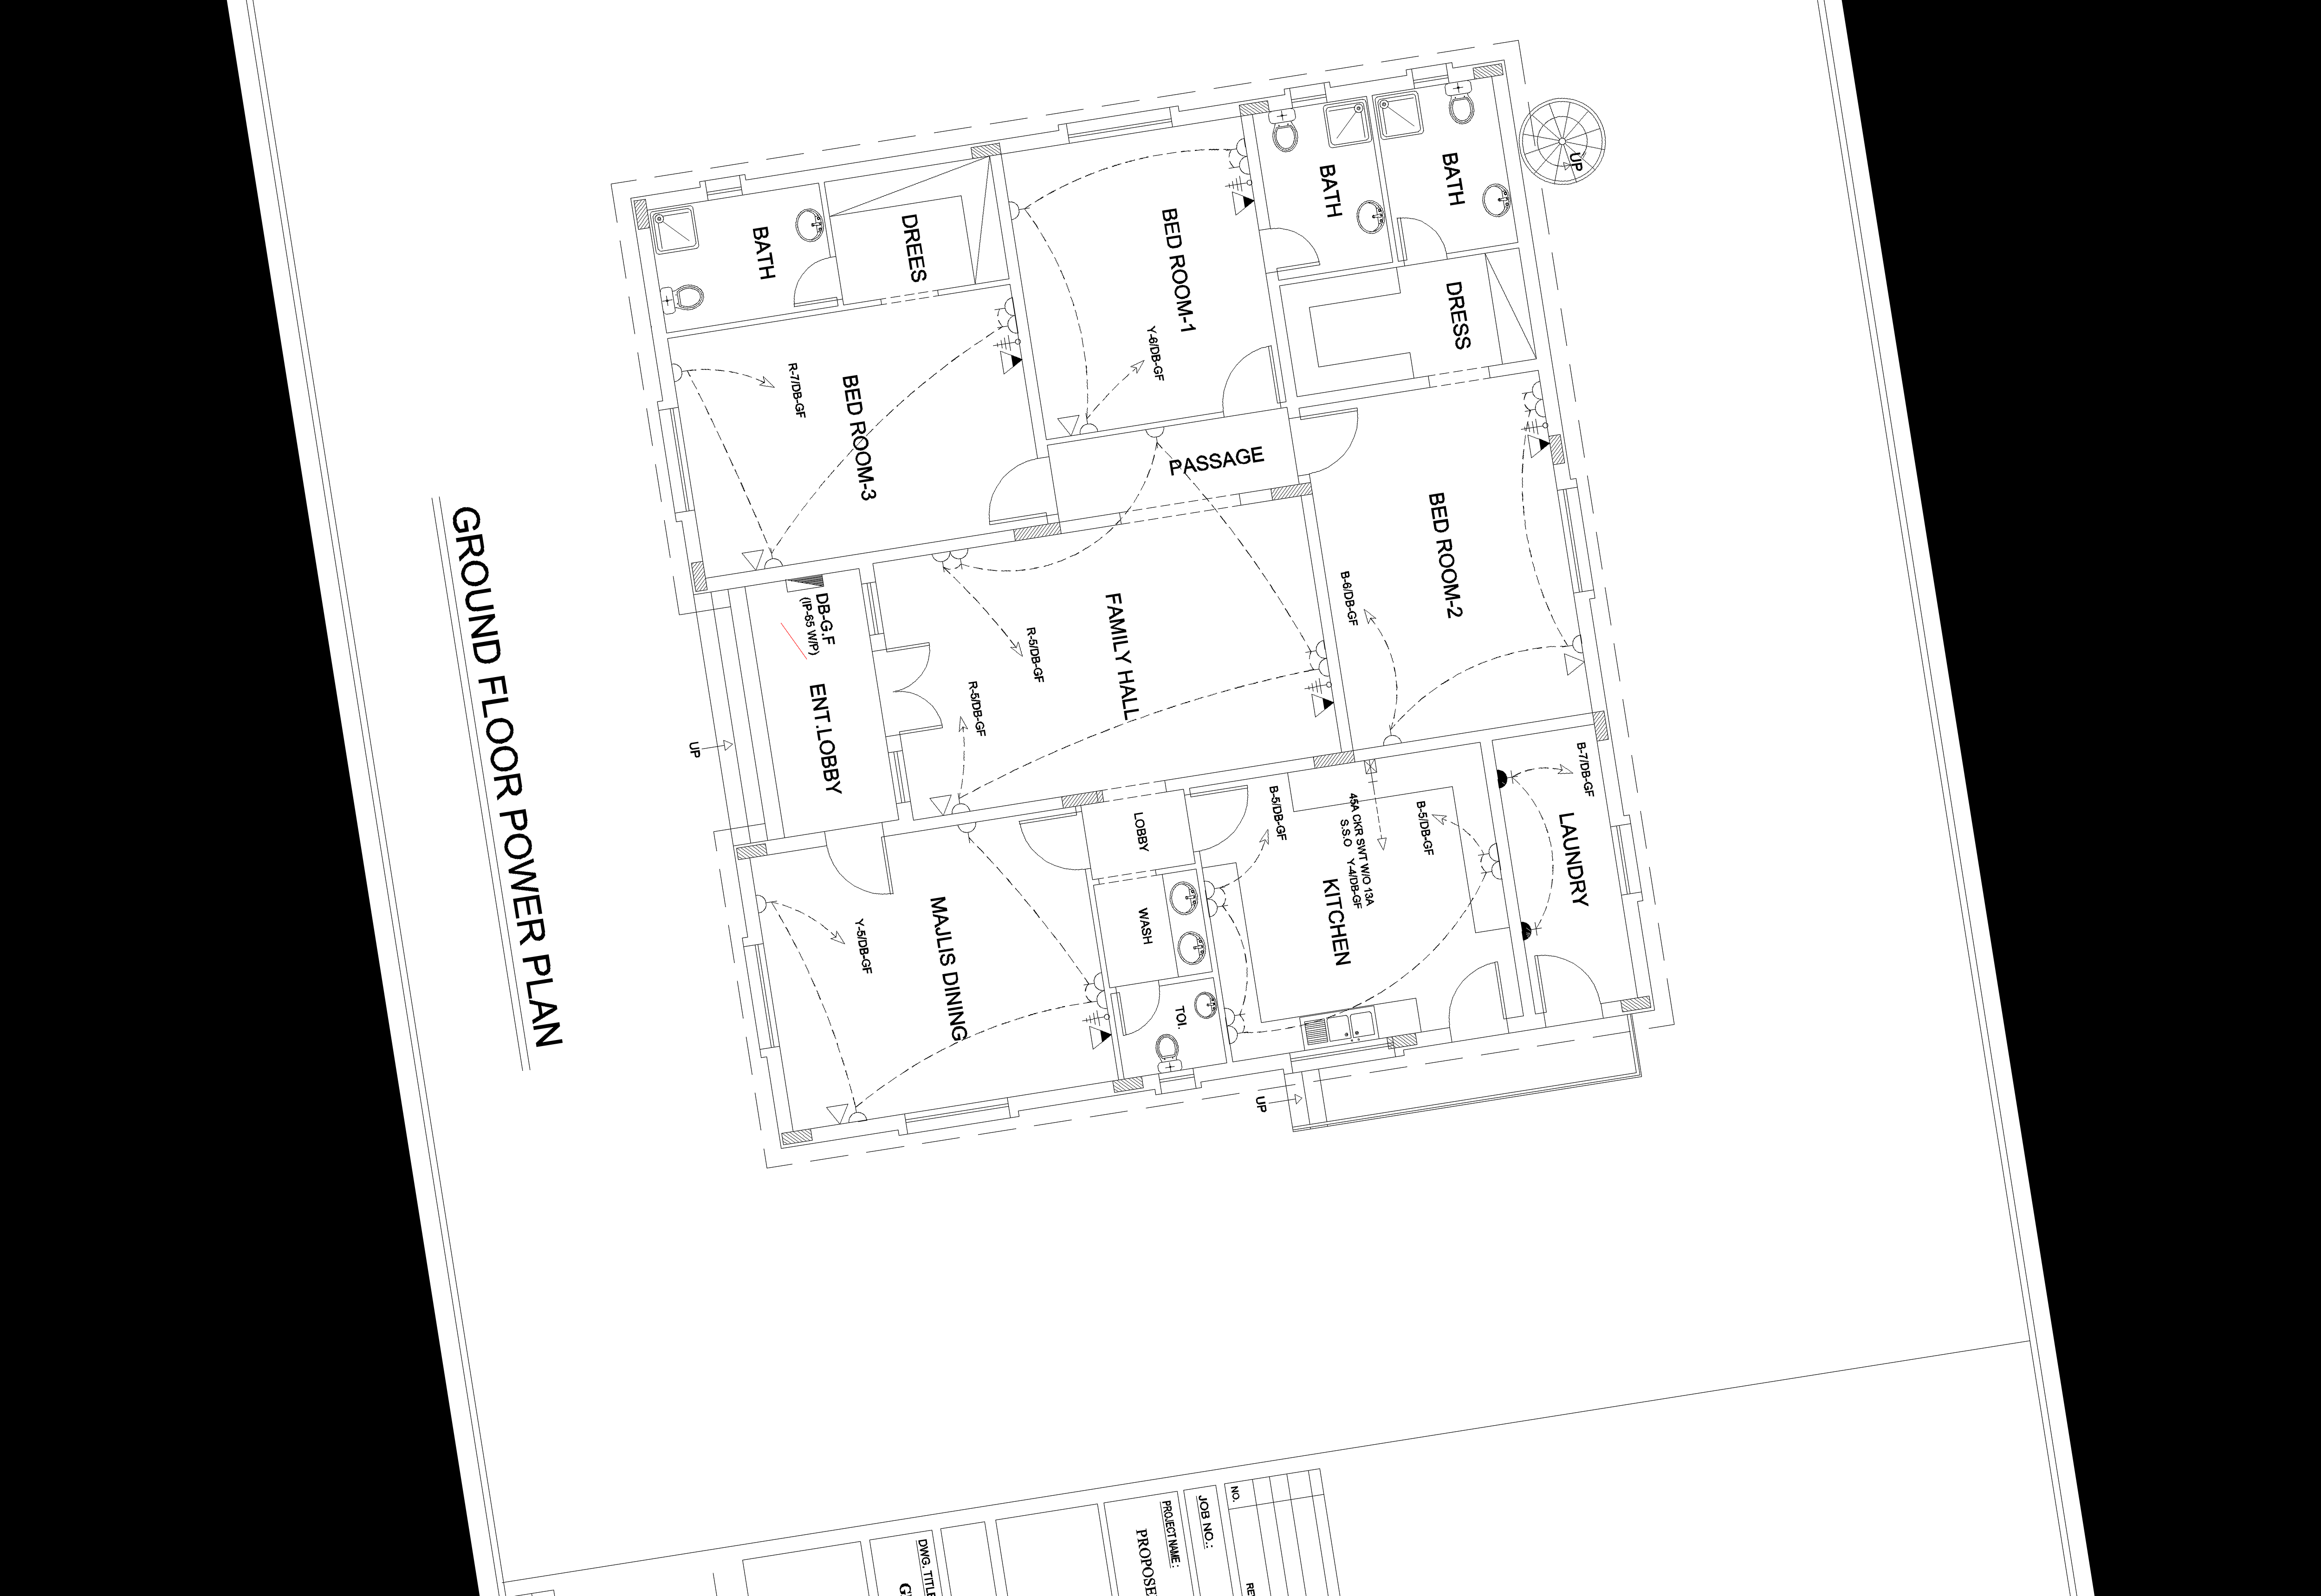 BATH
BATH
UP
BATH
DREES
BED ROOM-1
DRESS
Y-6/DB-GF
R-7/DB-GF
BED ROOM-3
PASSAGE
BED ROOM-2
B-6/DB-GF
FAMILY HALL
R-5/DB-GF
R-5/DB-GF
DB-G.F
(IP-65 W/P)
ENT.LOBBY
UP
B-7/DB-GF
LAUNDRY
45A CKR SWT W/O 13A
S.S.O Y-4/DB-GF
B-5/DB-GF
B-5/DB-GF
KITCHEN
LOBBY
WASH
TOI.
MAJLIS DINING
Y-5/DB-GF
UP
GROUND FLOOR POWER PLAN
NO.
JOB NO.:
PROJECT NAME :
DWG. TITLE